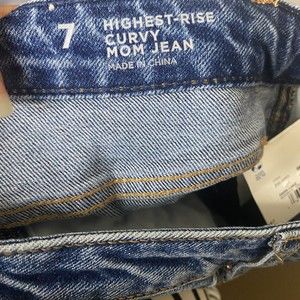 7
HIGHEST-RISE
CURVY
MOM JEAN
MADE IN CHINA